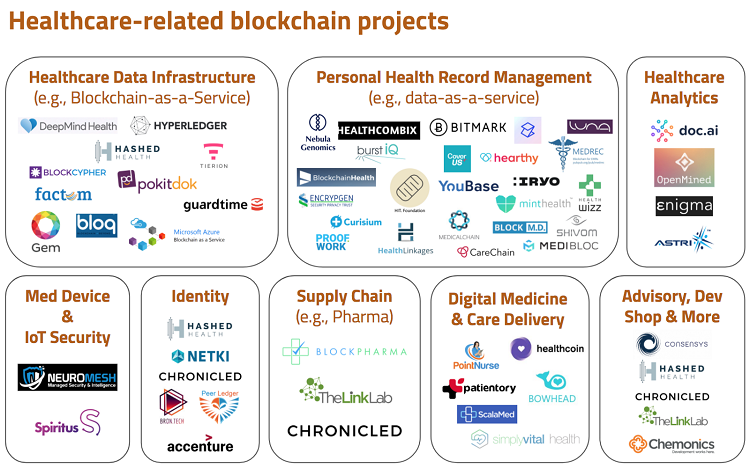 Healthcare-related blockchain projects
Healthcare Data Infrastructure
(e.g., Blockchain-as-a-Service)
DeepMind Health
HYPERLEDGER
HASHED
HEALTH
TIERION
BLOCKCYPHER
pd
pokitdok
factom
guardtime
Gem
bloq
Microsoft Azure
Blockchain as a Service
Personal Health Record Management
(e.g., data-as-a-service)
Nebula
Genomics
HEALTHCOMBIX
BITMARK
LUNA
burstIQ
Cover
US
hearthy
MEDREC
BlockchainHealth
HIT. Foundation
YouBase
:IRYO
HEALTH
WIZZ
ENCRYPGEN
SECURITY PRIVACY TRUST
minthealth
Curisium
PROOF
WORK
HealthLinkages
MEDICALCHAIN
BLOCK M.D.
SHIVOM
CareChain
MEDIBLOC
Healthcare
Analytics
doc.ai
OpenMined
enigma
ASTRI
Med Device
&
IoT Security
NEUROMESH
Managed Security & Intelligence
Spiritus
Identity
HASHED
HEALTH
NETKI
CHRONICLED
BRON.TECH
Peer Ledger
accenture
Supply Chain
(e.g., Pharma)
BLOCKPHARMA
TheLinkLab
CHRONICLED
Digital Medicine
& Care Delivery
PointNurse
healthcoin
patientory
BOWHEAD
ScalaMed
simplyvital health
Advisory, Dev
Shop & More
CONSENSYS
HASHED
HEALTH
CHRONICLED
TheLinkLab
Chemonics
Development works here.